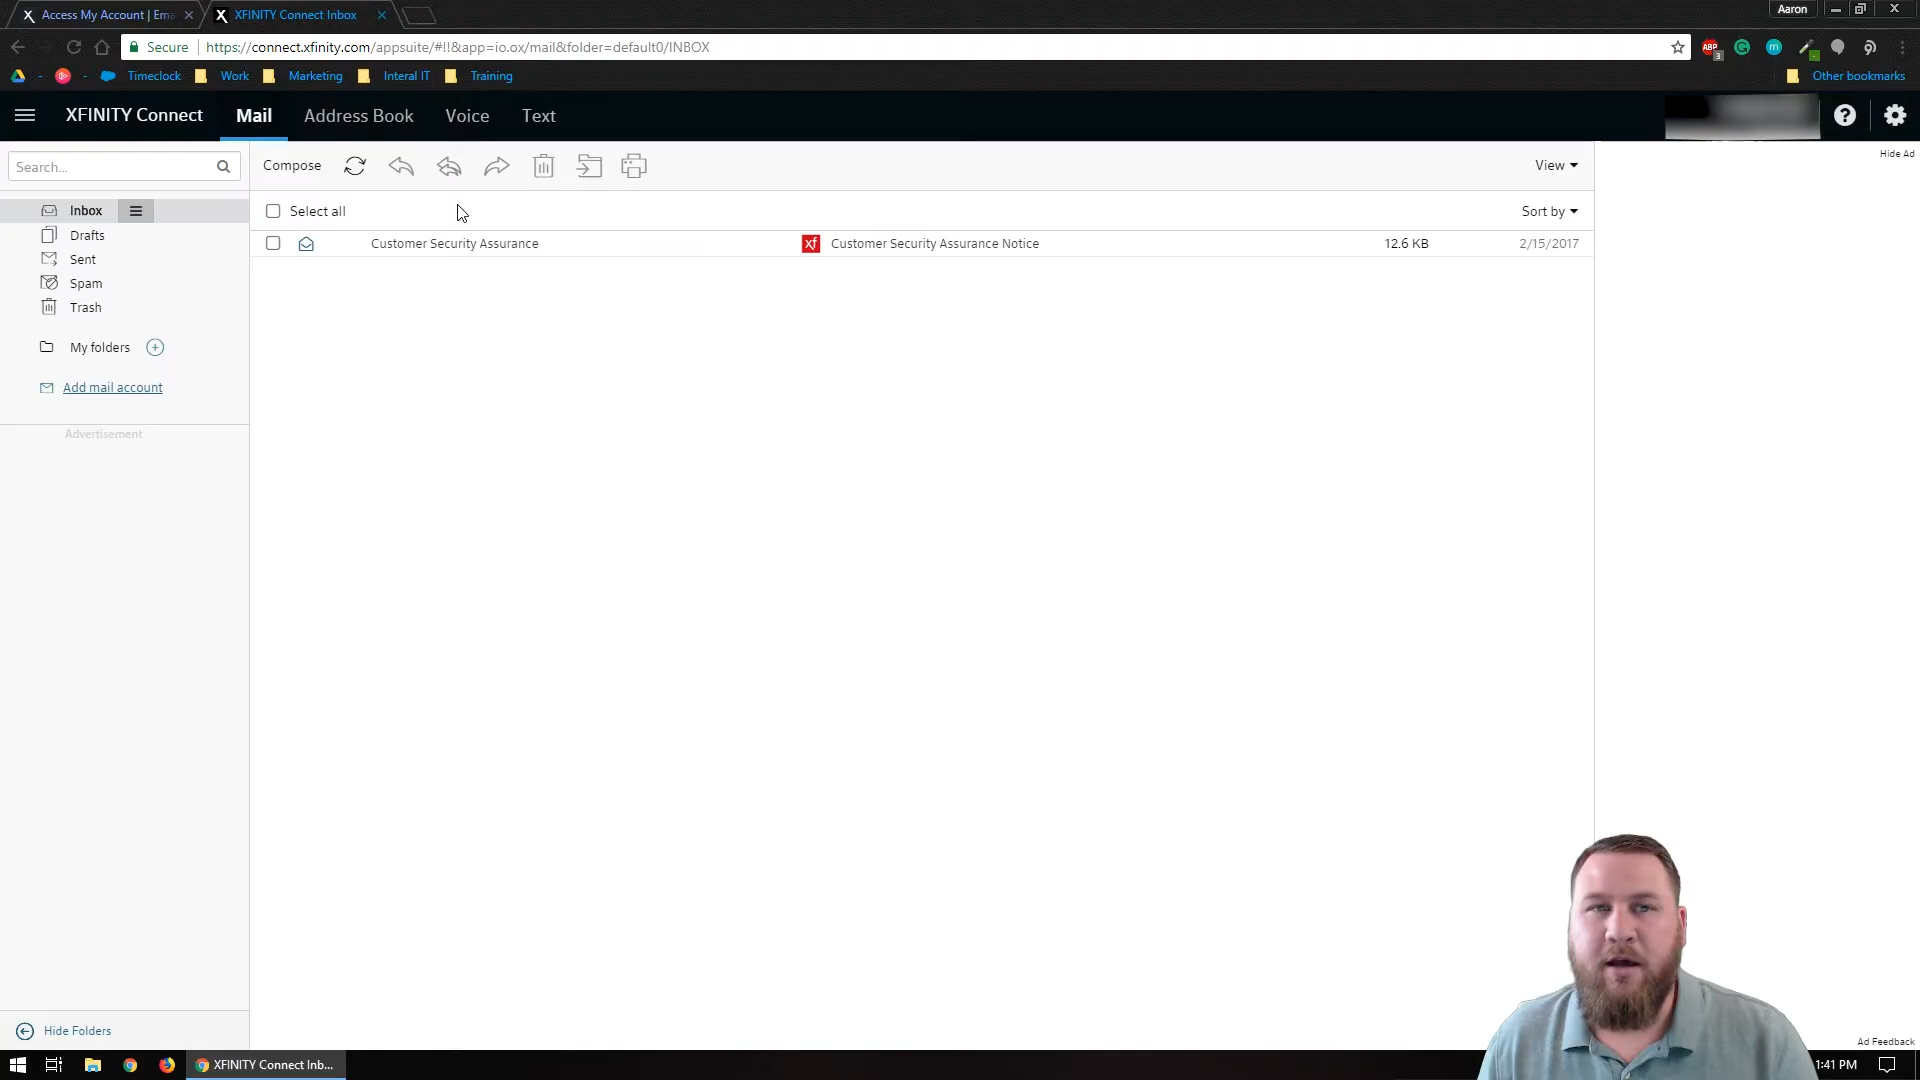 Access My Account | Ema
XFINITY Connect Inbox
Aaron
Secure
https://connect.xfinity.com/appsuite/#!!&app=io.ox/mail&folder=default0/INBOX
ABP
3
m
Timeclock
Work
Marketing
Interal IT
Training
Other bookmarks
XFINITY Connect
Mail
Address Book
Voice
Text
?
Search...
Compose
View
Hide Ad
Inbox
Select all
Sort by
Drafts
Customer Security Assurance
xf
Customer Security Assurance Notice
12.6 KB
2/15/2017
Sent
Spam
Trash
My folders
Add mail account
Advertisement
Hide Folders
Ad Feedback
XFINITY Connect Inb...
1:41 PM